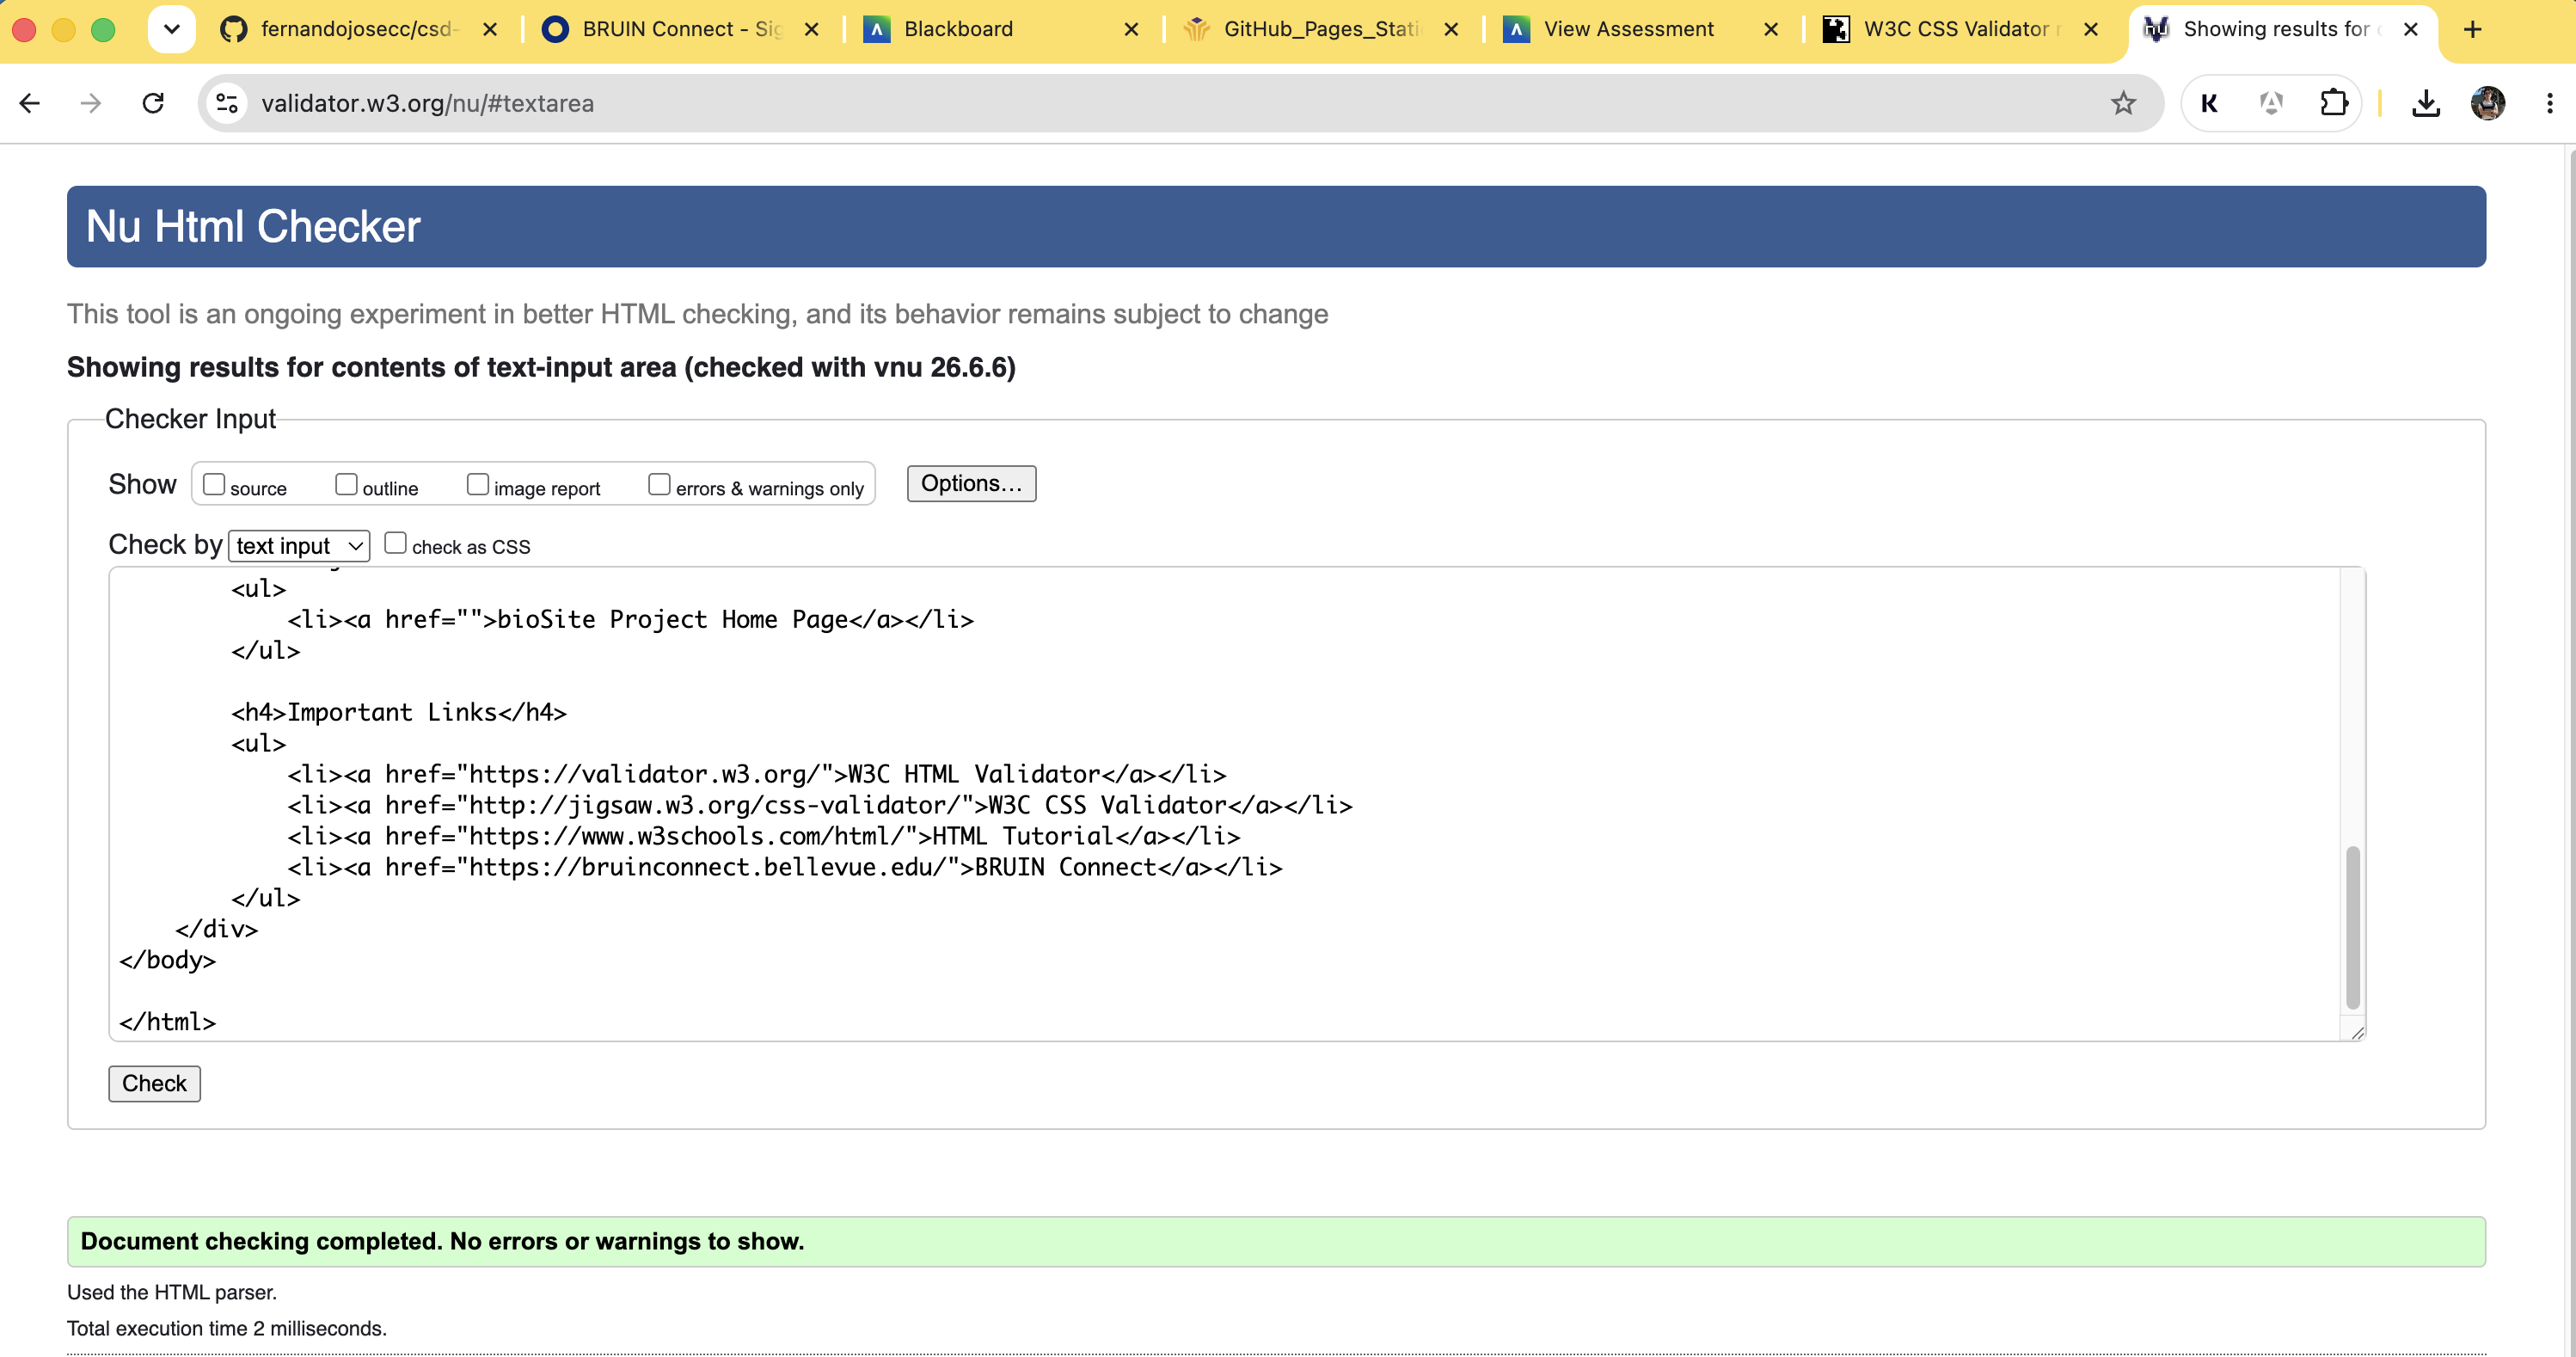 fernandojosecc/csd-
BRUIN Connect - Sig
Blackboard
GitHub_Pages_Stati
View Assessment
W3C CSS Validator r
Showing results for c
validator.w3.org/nu/#textarea
Nu Html Checker
This tool is an ongoing experiment in better HTML checking, and its behavior remains subject to change
Showing results for contents of text-input area (checked with vnu 26.6.6)
Checker Input
Show source outline image report errors & warnings only Options…
Check by text input check as CSS
<ul>
<li><a href="">bioSite Project Home Page</a></li>
</ul>
<h4>Important Links</h4>
<ul>
<li><a href="https://validator.w3.org/">W3C HTML Validator</a></li>
<li><a href="http://jigsaw.w3.org/css-validator/">W3C CSS Validator</a></li>
<li><a href="https://www.w3schools.com/html/">HTML Tutorial</a></li>
<li><a href="https://bruinconnect.bellevue.edu/">BRUIN Connect</a></li>
</ul>
</div>
</body>
</html>
Check
Document checking completed. No errors or warnings to show.
Used the HTML parser.
Total execution time 2 milliseconds.